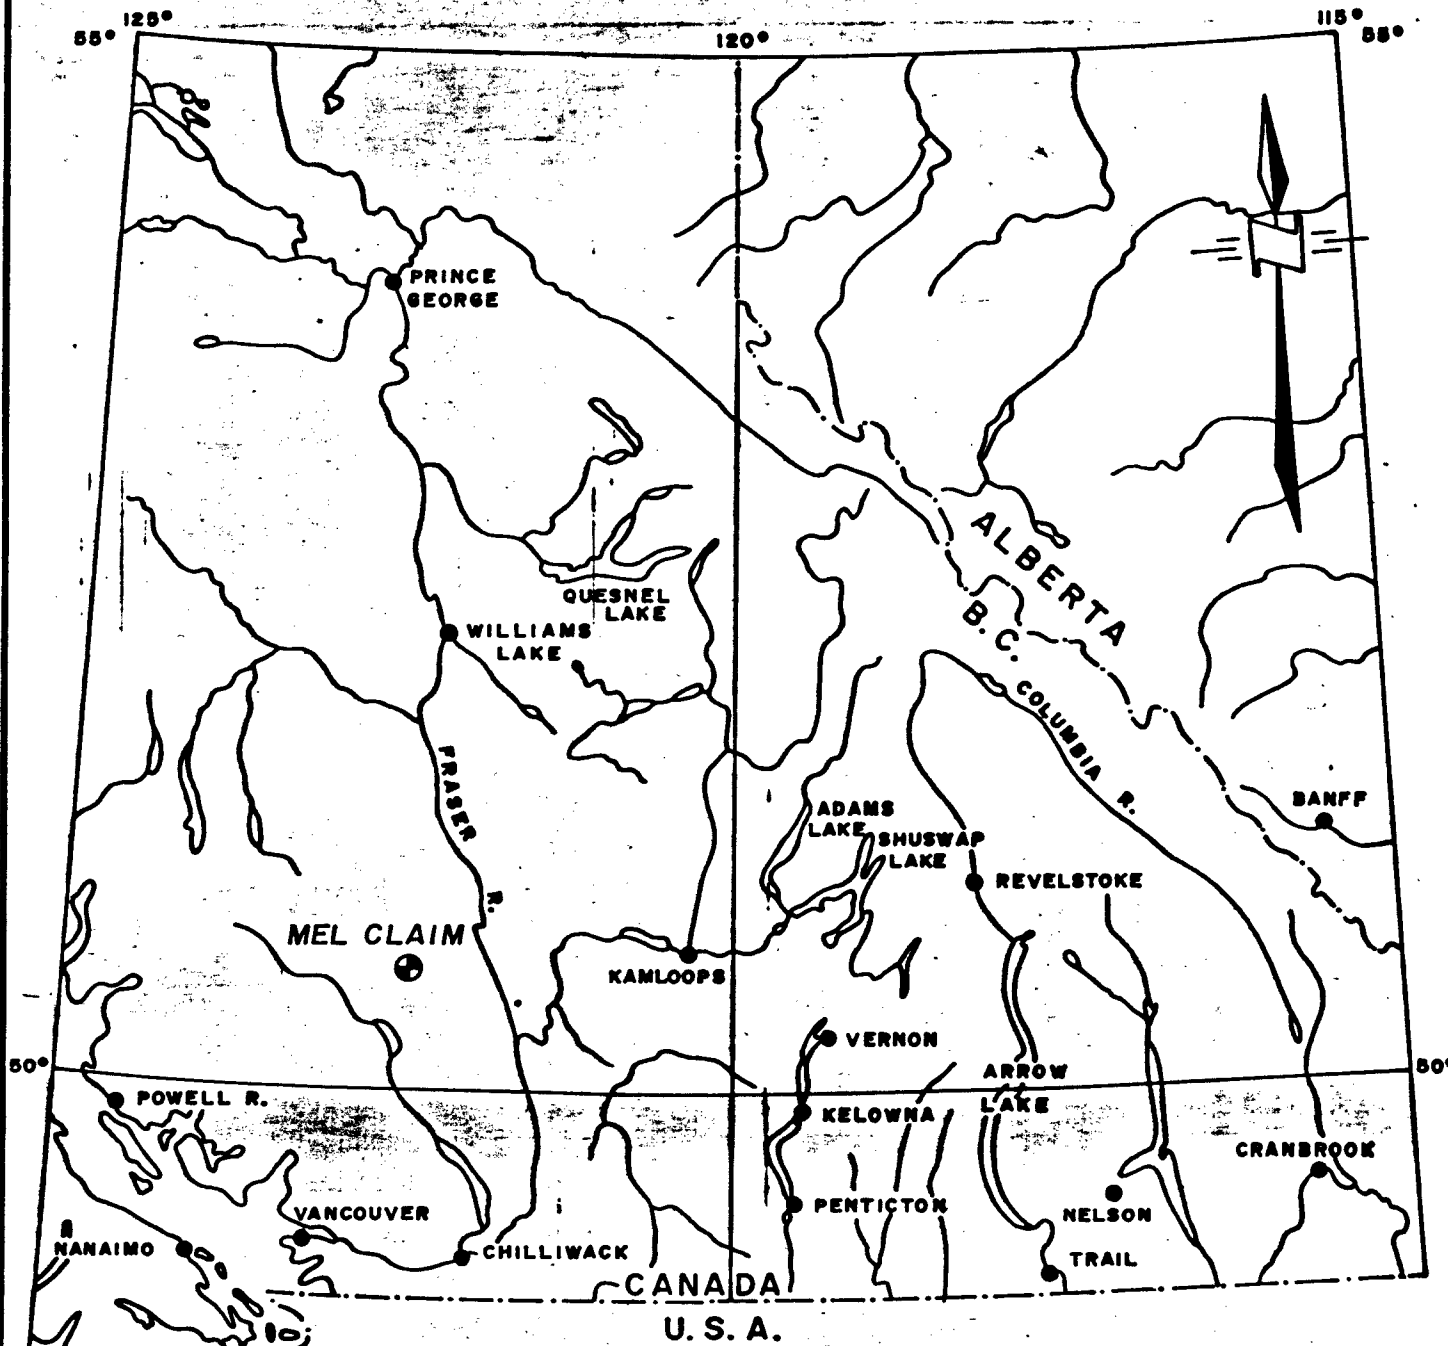 125°
115°
55°
120°
55°
PRINCE
GEORGE
ALBERTA
B.C.
QUESNEL
LAKE
WILLIAMS
LAKE
COLUMBIA R.
FRASER R.
BANFF
ADAMS
LAKE
SHUSWAP
LAKE
REVELSTOKE
MEL CLAIM
KAMLOOPS
VERNON
50°
50°
ARROW
LAKE
POWELL R.
KELOWNA
CRANBROOK
VANCOUVER
PENTICTON
NELSON
NANAIMO
CHILLIWACK
TRAIL
CANADA
U.S.A.